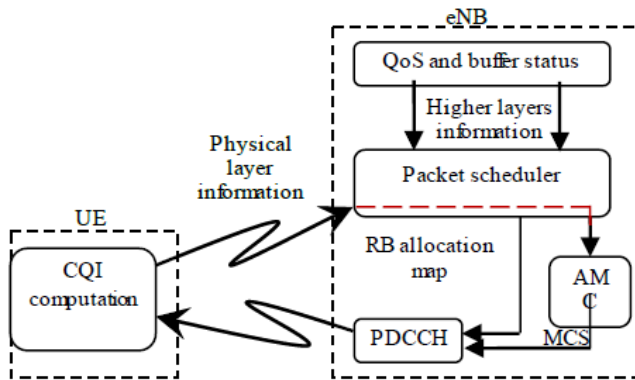 eNB
QoS and buffer status
Higher layers
information
Physical
layer
information
Packet scheduler
UE
RB allocation
map
CQI
computation
AM
C
PDCCH
MCS